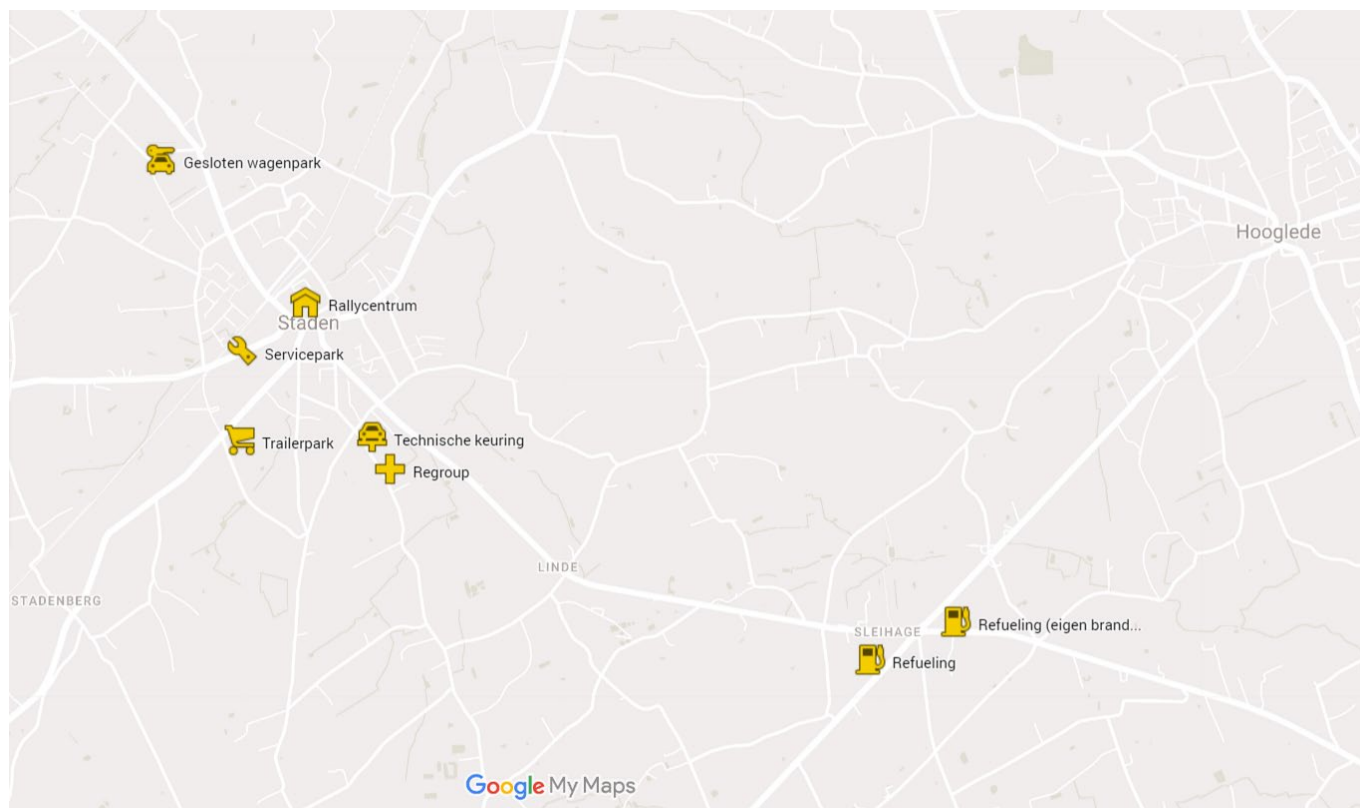 Gesloten wagenpark
Hooglede
Rallycentrum
Staden
Servicepark
Trailerpark
Technische keuring
Regroup
LINDE
STADENBERG
Refueling (eigen brand...
SLEIHAGE
Refueling
Google My Maps